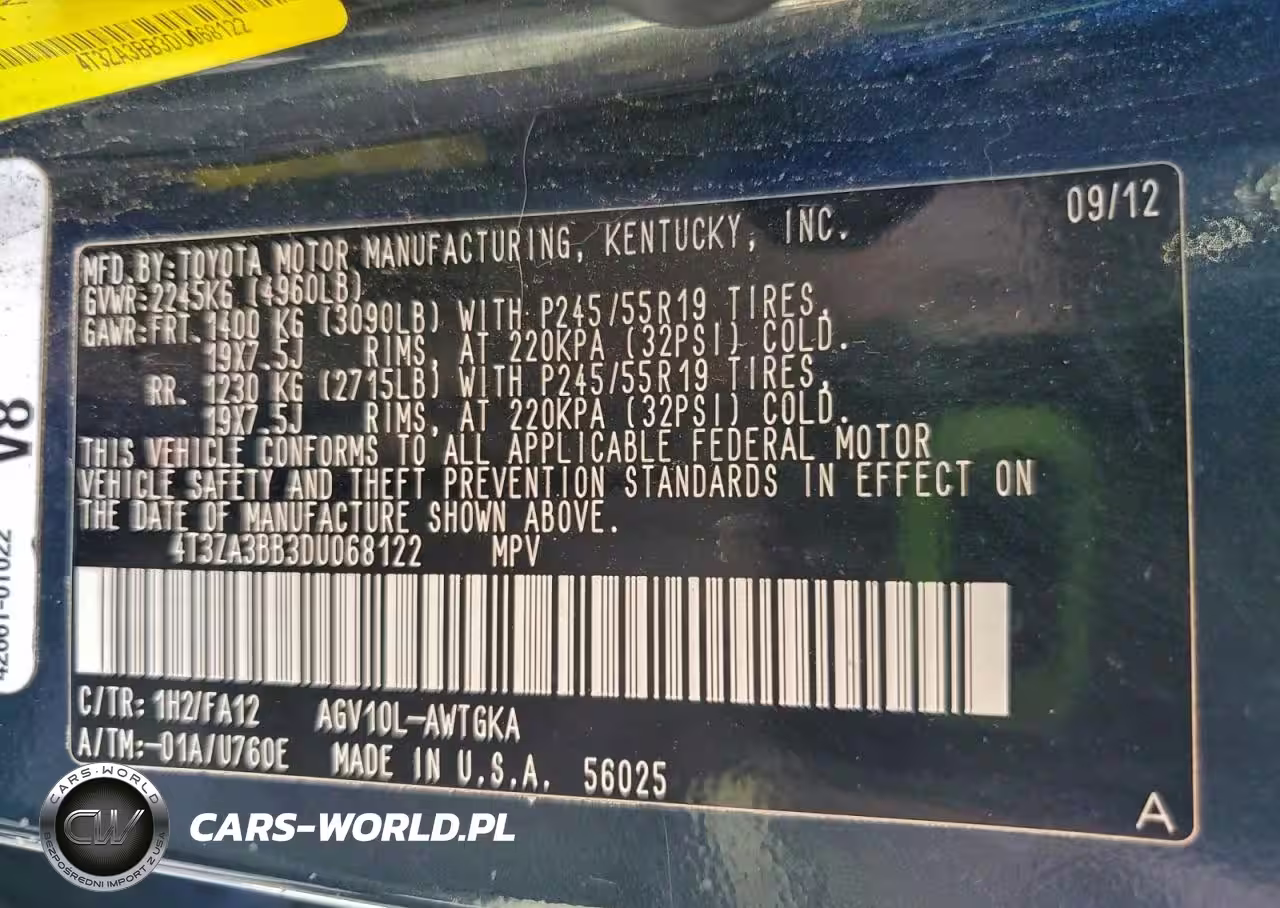 4T3ZA3BB3DU068122
09/12
MFD. BY: TOYOTA MOTOR MANUFACTURING, KENTUCKY, INC.
GVWR: 2245KG (4960LB)
GAWR: FRT. 1400 KG (3090LB) WITH P245/55R19 TIRES,
19X7.5J RIMS, AT 220KPA (32PSI) COLD.
RR. 1230 KG (2715LB) WITH P245/55R19 TIRES,
19X7.5J RIMS, AT 220KPA (32PSI) COLD.
THIS VEHICLE CONFORMS TO ALL APPLICABLE FEDERAL MOTOR
VEHICLE SAFETY AND THEFT PREVENTION STANDARDS IN EFFECT ON
THE DATE OF MANUFACTURE SHOWN ABOVE.
4T3ZA3BB3DU068122 MPV
C/TR: 1H2/FA12 AGV10L-AWTGKA
A/TM:-01A/U760E MADE IN U.S.A. 56025
A
V8
CARS-WORLD
CW
BEZPOŚREDNI IMPORT Z USA
CARS-WORLD.PL